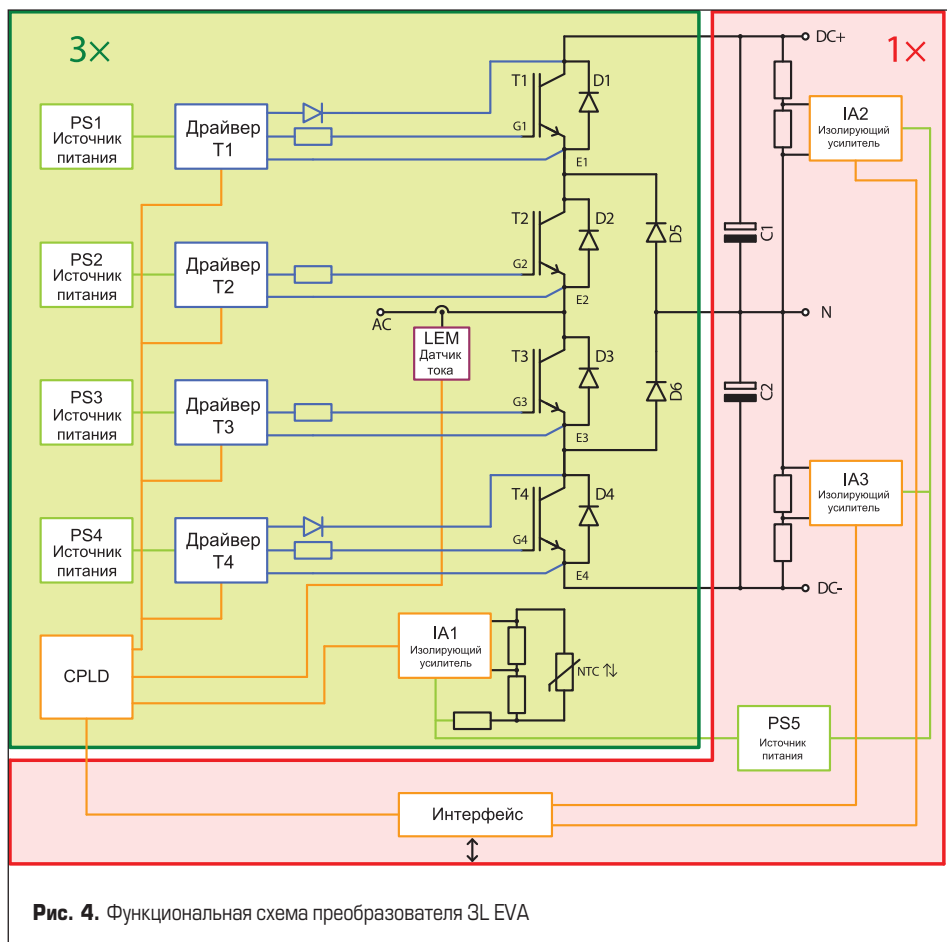 3×
1×
DC+
T1
D1
PS1
Источник
питания
Драйвер
T1
G1
E1
IA2
Изолирующий
усилитель
T2
D2
D5
C1
PS2
Источник
питания
Драйвер
T2
G2
E2
AC
N
LEM
Датчик
тока
T3
D3
D6
C2
PS3
Источник
питания
Драйвер
T3
G3
E3
IA3
Изолирующий
усилитель
T4
D4
PS4
Источник
питания
Драйвер
T4
G4
E4
DC-
CPLD
IA1
Изолирующий
усилитель
NTC ↑↓
PS5
Источник
питания
Интерфейс
Рис. 4. Функциональная схема преобразователя 3L EVA